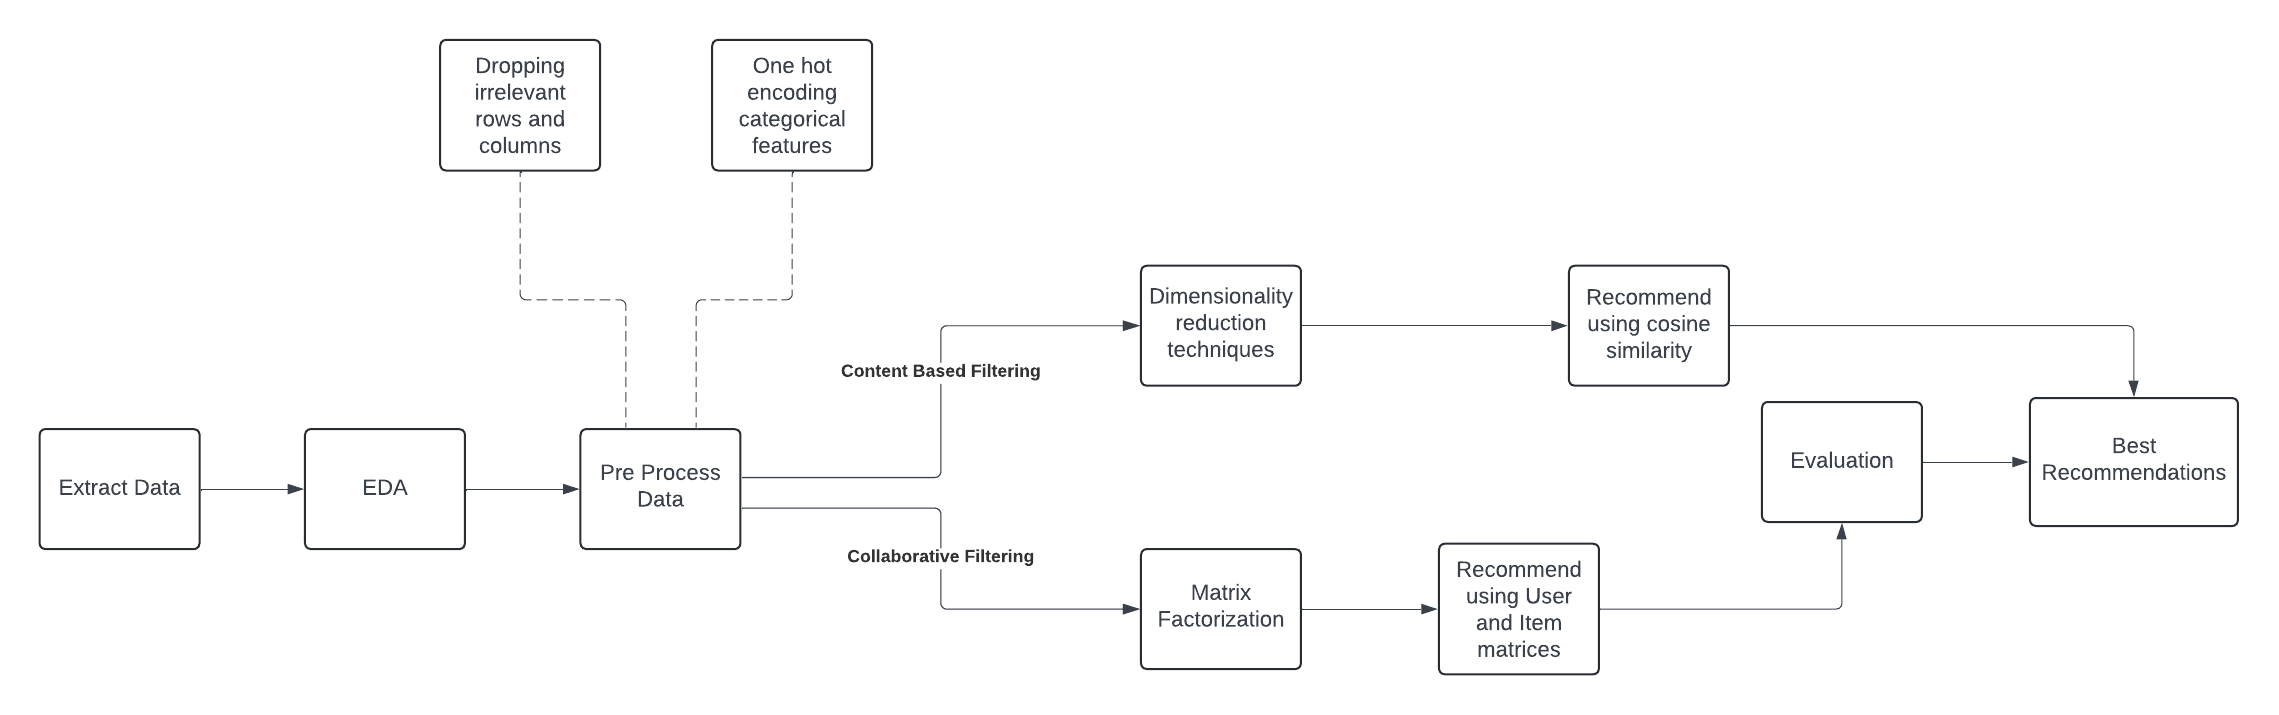 Dropping
irrelevant
rows and
columns
One hot
encoding
categorical
features
Dimensionality
reduction
techniques
Recommend
using cosine
similarity
Content Based Filtering
Extract Data
EDA
Pre Process
Data
Evaluation
Best
Recommendations
Collaborative Filtering
Matrix
Factorization
Recommend
using User
and Item
matrices